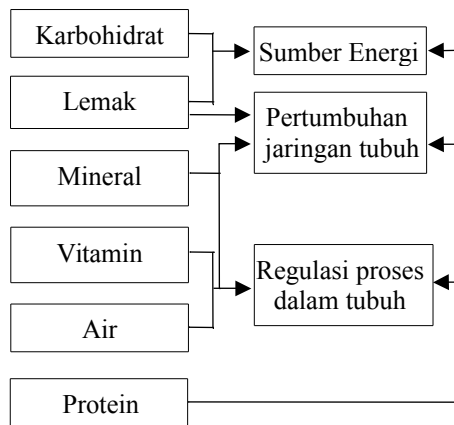 Karbohidrat
Lemak
Mineral
Vitamin
Air
Protein
Sumber Energi
Pertumbuhan
jaringan tubuh
Regulasi proses
dalam tubuh